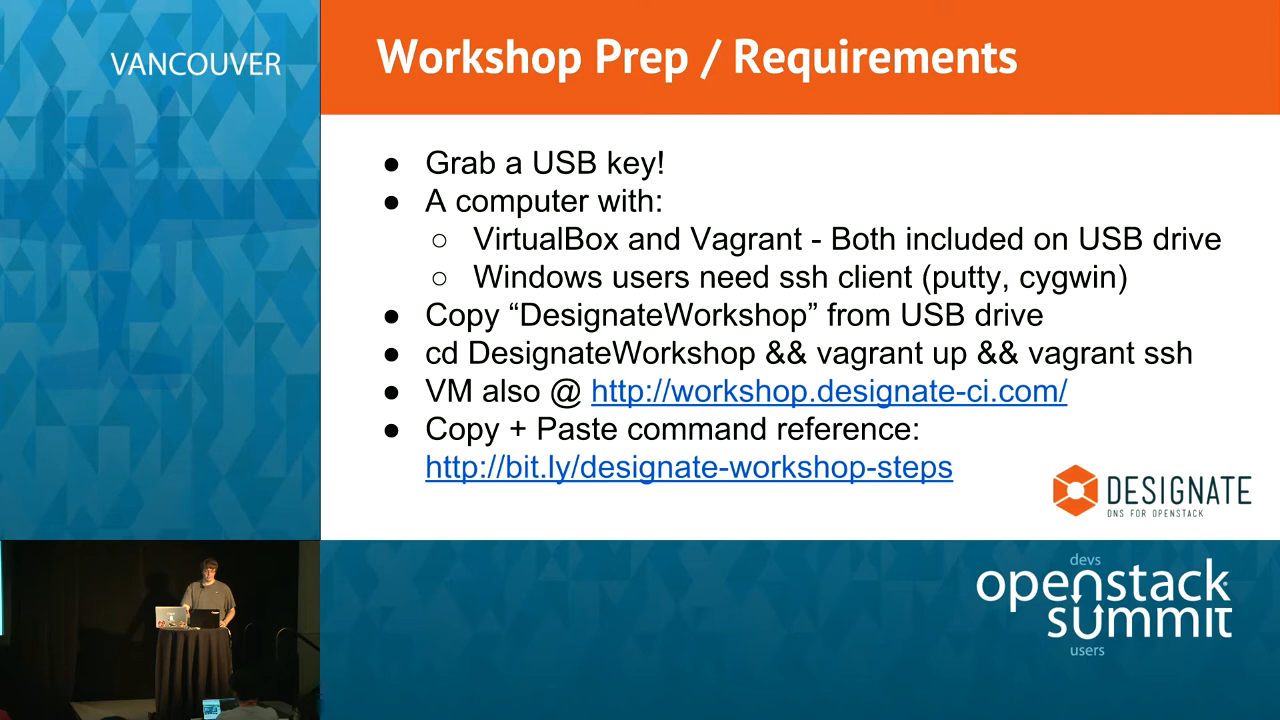 VANCOUVER
Workshop Prep / Requirements
● Grab a USB key!
● A computer with:
○ VirtualBox and Vagrant - Both included on USB drive
○ Windows users need ssh client (putty, cygwin)
● Copy “DesignateWorkshop” from USB drive
● cd DesignateWorkshop && vagrant up && vagrant ssh
● VM also @ http://workshop.designate-ci.com/
● Copy + Paste command reference:
http://bit.ly/designate-workshop-steps
DESIGNATE
DNS FOR OPENSTACK
devs
openstack
summit
users